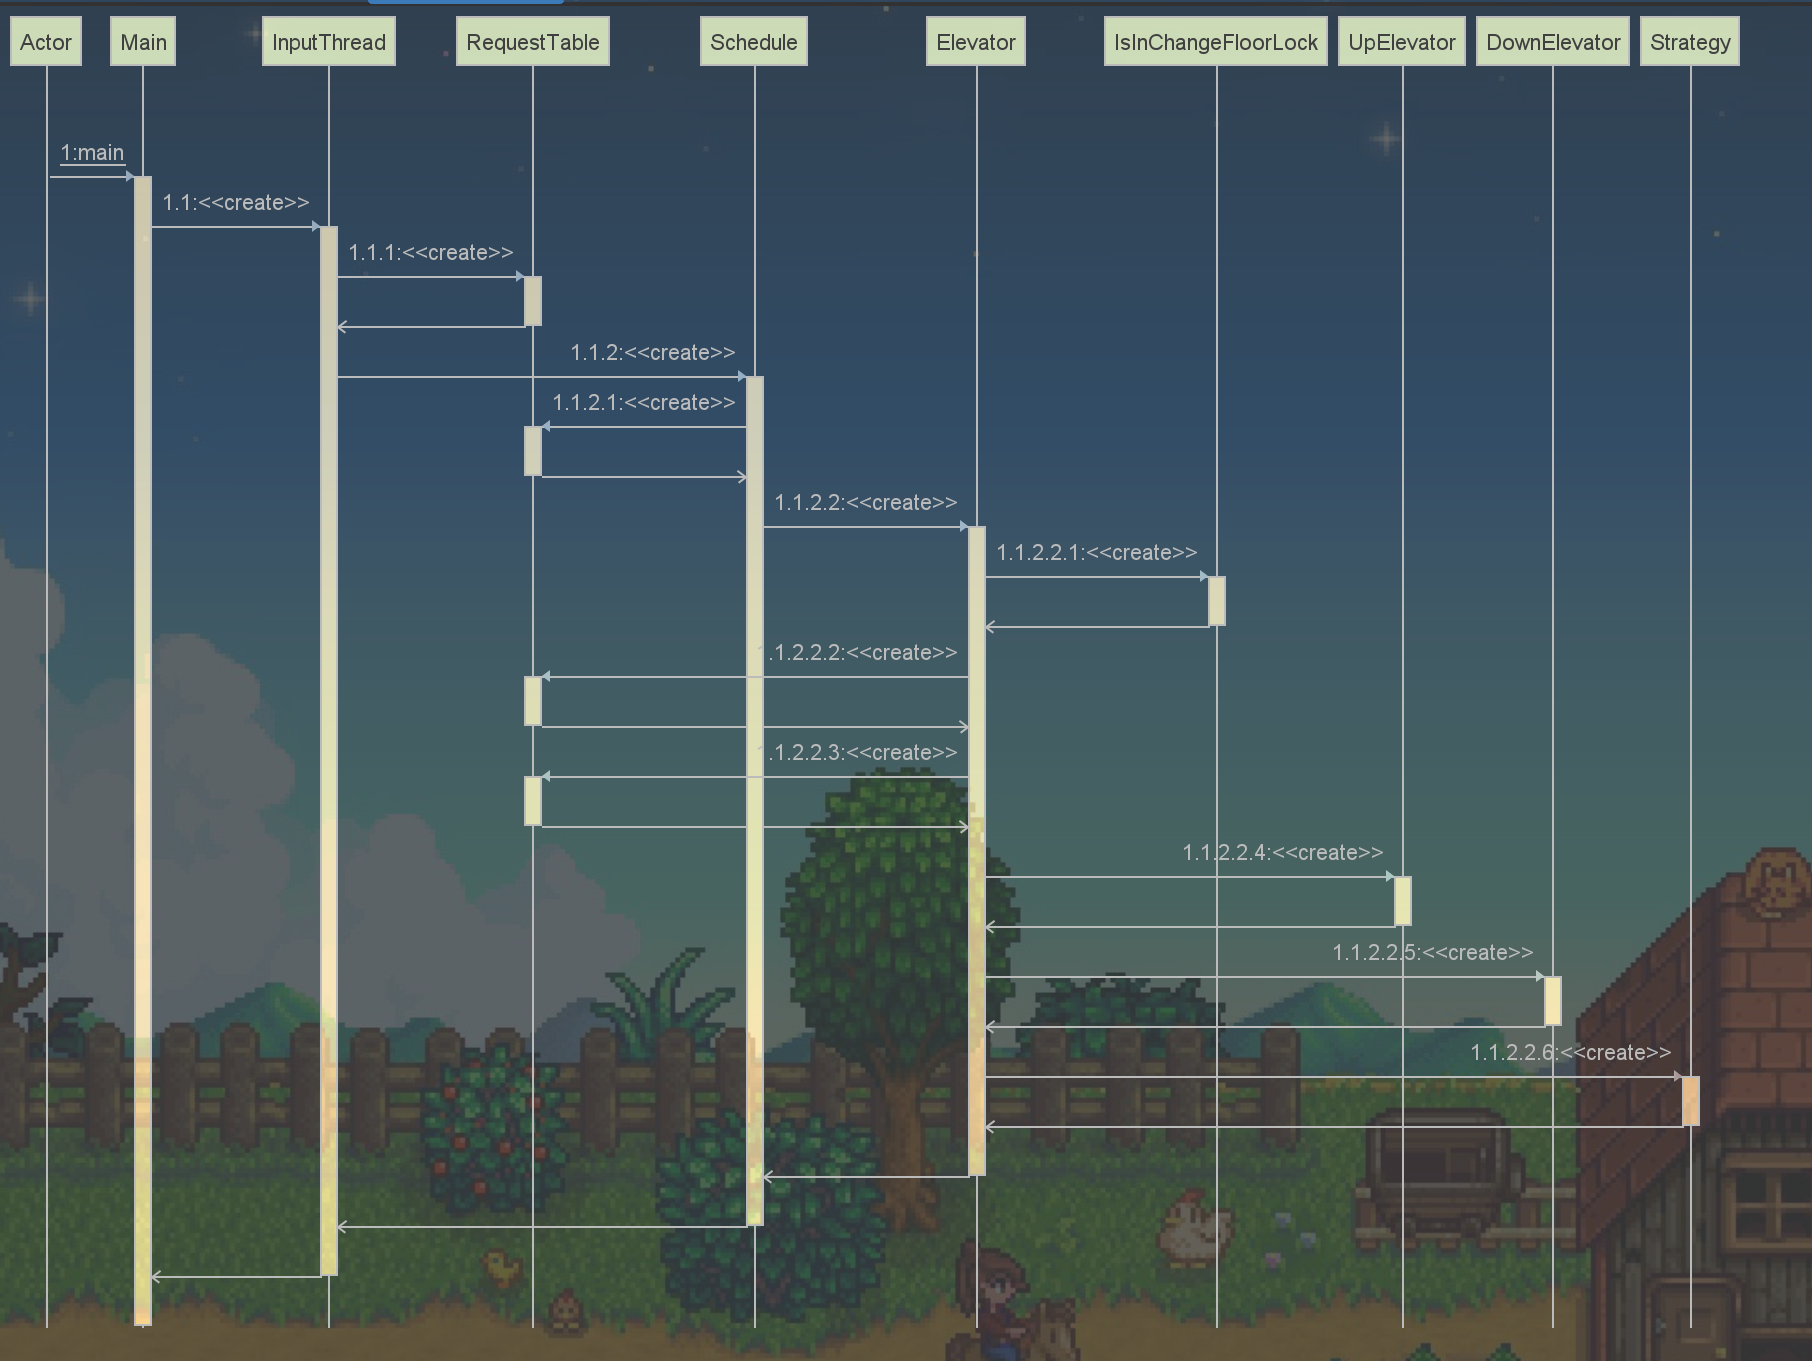 Actor Main InputThread RequestTable Schedule Elevator IsInChangeFloorLock UpElevator DownElevator Strategy
1:main
1.1:<<create>>
1.1.1:<<create>>
1.1.2:<<create>>
1.1.2.1:<<create>>
1.1.2.2:<<create>>
1.1.2.2.1:<<create>>
.1.2.2.2:<<create>>
.1.2.2.3:<<create>>
1.1.2.2.4:<<create>>
1.1.2.2.5:<<create>>
1.1.2.2.6:<<create>>